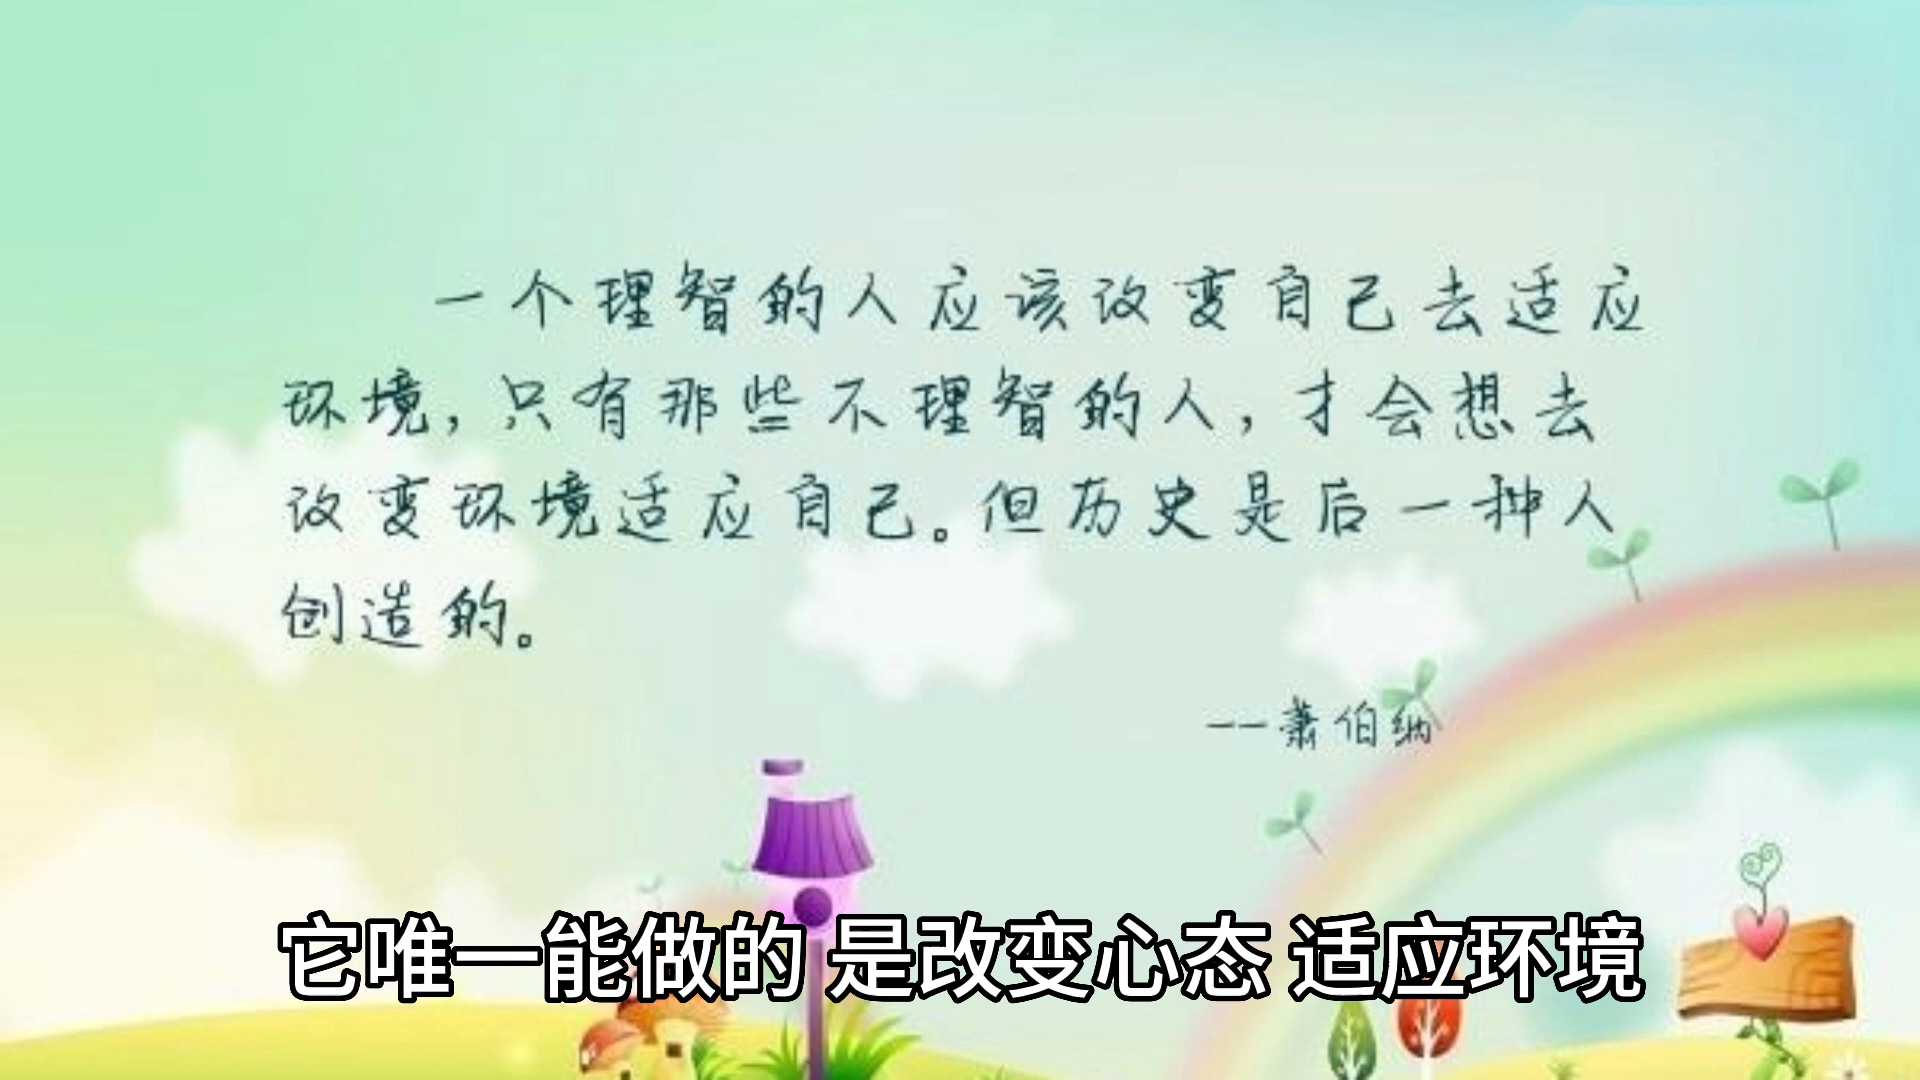 一个理智的人应该改变自己去适应
环境，只有那些不理智的人，才会想去
改变环境适应自己。但历史是后一种人
创造的。
--萧伯纳
它唯一能做的 是改变心态 适应环境